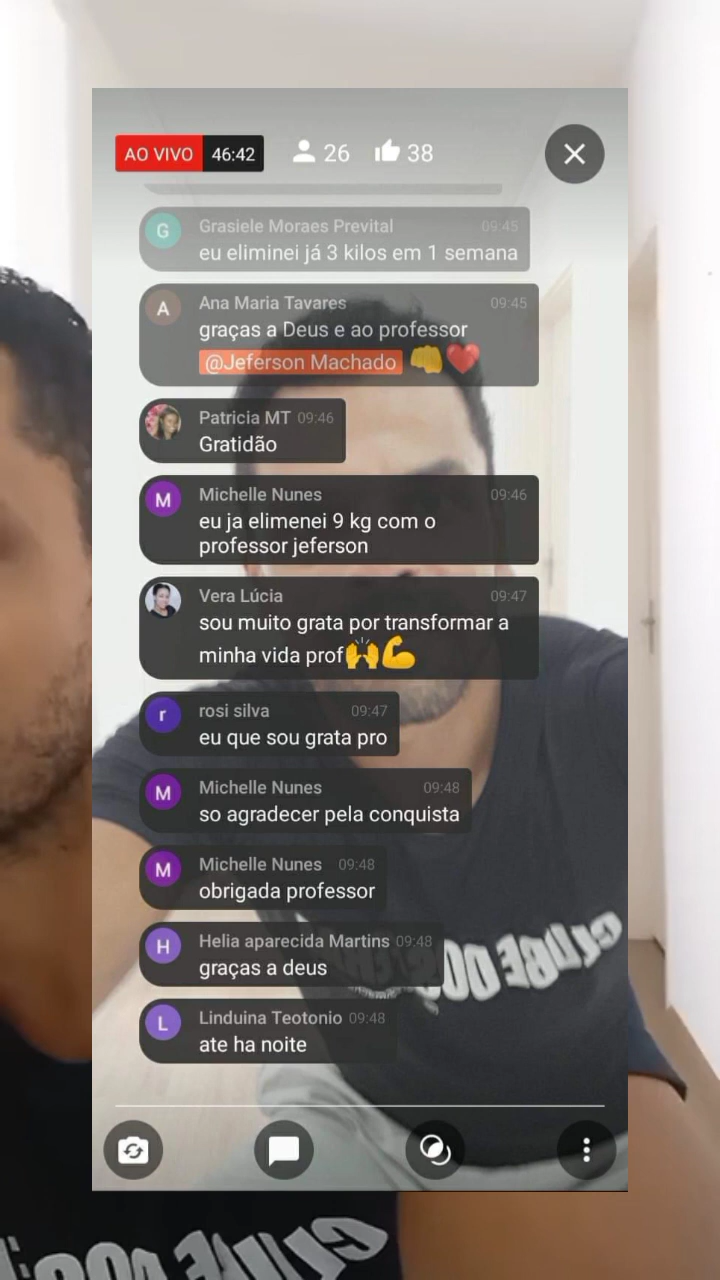 AO VIVO 46:42 26 38
G Grasiele Moraes Prevital 09:45
eu eliminei já 3 kilos em 1 semana
A Ana Maria Tavares 09:45
graças a Deus e ao professor
@Jeferson Machado 👊❤️
Patricia MT 09:46
Gratidão
M Michelle Nunes 09:46
eu ja elimenei 9 kg com o
professor jeferson
Vera Lúcia 09:47
sou muito grata por transformar a
minha vida prof🙌💪
r rosi silva 09:47
eu que sou grata pro
M Michelle Nunes 09:48
so agradecer pela conquista
M Michelle Nunes 09:48
obrigada professor
H Helia aparecida Martins 09:48
graças a deus
L Linduina Teotonio 09:48
ate ha noite
CLUBE DOS
CLUBE DOS